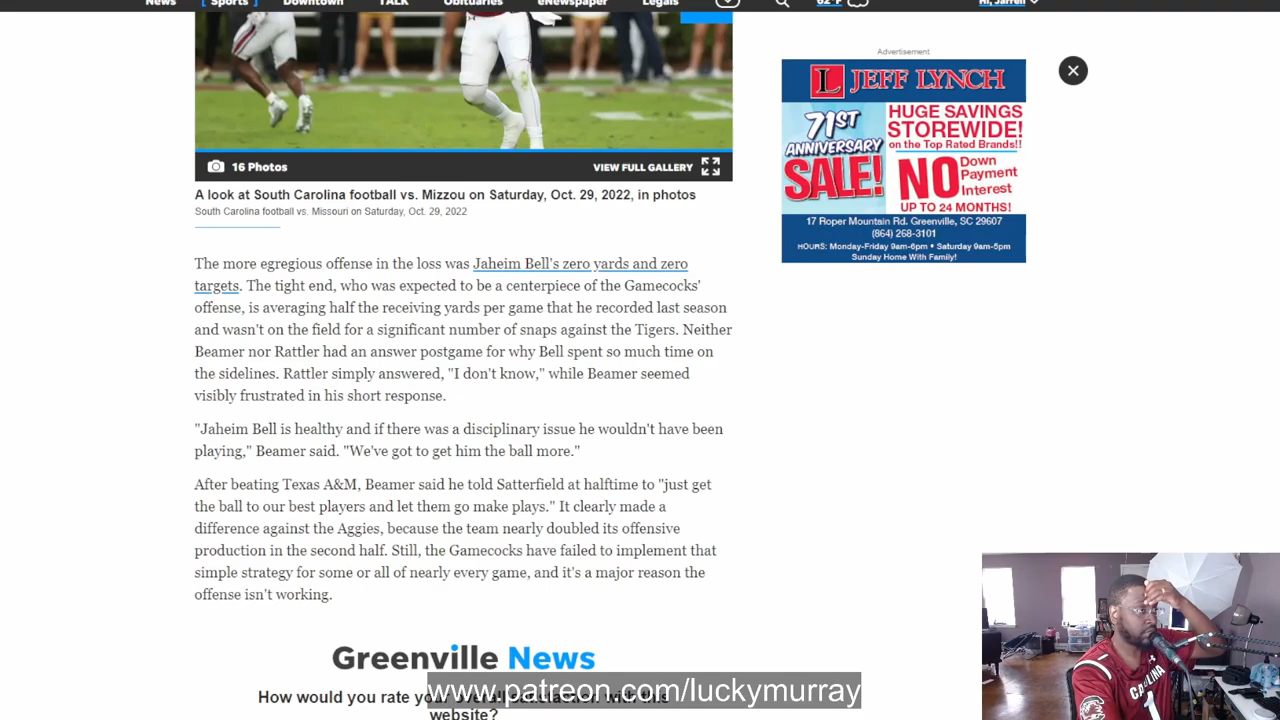 News [ Sports ] Downtown TALK Obituaries eNewspaper Legals 62°F Hi, Jarrell
Advertisement
L JEFF LYNCH
71ST
ANNIVERSARY
SALE!
HUGE SAVINGS
STOREWIDE!
on the Top Rated Brands!!
NO Down
Payment
Interest
UP TO 24 MONTHS!
17 Roper Mountain Rd. Greenville, SC 29607
(864) 268-3101
HOURS: Monday-Friday 9am-6pm • Saturday 9am-5pm
Sunday Home With Family!
16 Photos VIEW FULL GALLERY
A look at South Carolina football vs. Mizzou on Saturday, Oct. 29, 2022, in photos
South Carolina football vs. Missouri on Saturday, Oct. 29, 2022
The more egregious offense in the loss was Jaheim Bell's zero yards and zero
targets. The tight end, who was expected to be a centerpiece of the Gamecocks'
offense, is averaging half the receiving yards per game that he recorded last season
and wasn't on the field for a significant number of snaps against the Tigers. Neither
Beamer nor Rattler had an answer postgame for why Bell spent so much time on
the sidelines. Rattler simply answered, "I don't know," while Beamer seemed
visibly frustrated in his short response.
"Jaheim Bell is healthy and if there was a disciplinary issue he wouldn't have been
playing," Beamer said. "We've got to get him the ball more."
After beating Texas A&M, Beamer said he told Satterfield at halftime to "just get
the ball to our best players and let them go make plays." It clearly made a
difference against the Aggies, because the team nearly doubled its offensive
production in the second half. Still, the Gamecocks have failed to implement that
simple strategy for some or all of nearly every game, and it's a major reason the
offense isn't working.
Greenville News
How would you rate your overall satisfaction with this
website?
www.patreon.com/luckymurray
CAROLINA
1